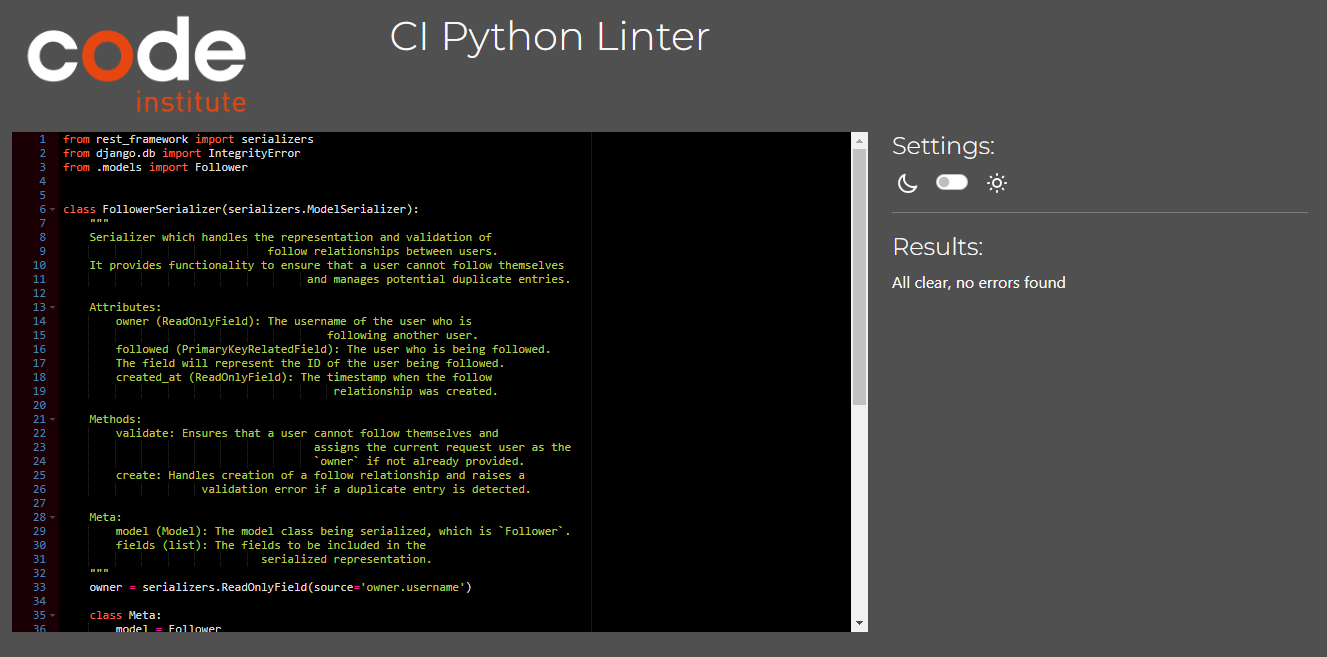 code
institute
CI Python Linter
1 from rest_framework import serializers
2 from django.db import IntegrityError
3 from .models import Follower
4
5
6 class FollowerSerializer(serializers.ModelSerializer):
7 """
8 Serializer which handles the representation and validation of
9 follow relationships between users.
10 It provides functionality to ensure that a user cannot follow themselves
11 and manages potential duplicate entries.
12
13 Attributes:
14 owner (ReadOnlyField): The username of the user who is
15 following another user.
16 followed (PrimaryKeyRelatedField): The user who is being followed.
17 The field will represent the ID of the user being followed.
18 created_at (ReadOnlyField): The timestamp when the follow
19 relationship was created.
20
21 Methods:
22 validate: Ensures that a user cannot follow themselves and
23 assigns the current request user as the
24 `owner` if not already provided.
25 create: Handles creation of a follow relationship and raises a
26 validation error if a duplicate entry is detected.
27
28 Meta:
29 model (Model): The model class being serialized, which is `Follower`.
30 fields (list): The fields to be included in the
31 serialized representation.
32 """
33 owner = serializers.ReadOnlyField(source='owner.username')
34
35 class Meta:
36 model = Follower
Settings:
Results:
All clear, no errors found